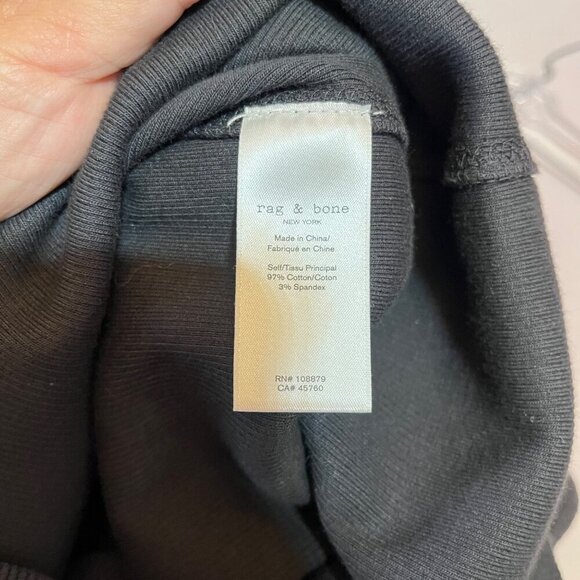 rag & bone
NEW YORK
Made in China/
Fabriqué en Chine
Self/Tissu Principal
97% Cotton/Coton
3% Spandex
RN# 108879
CA# 45760